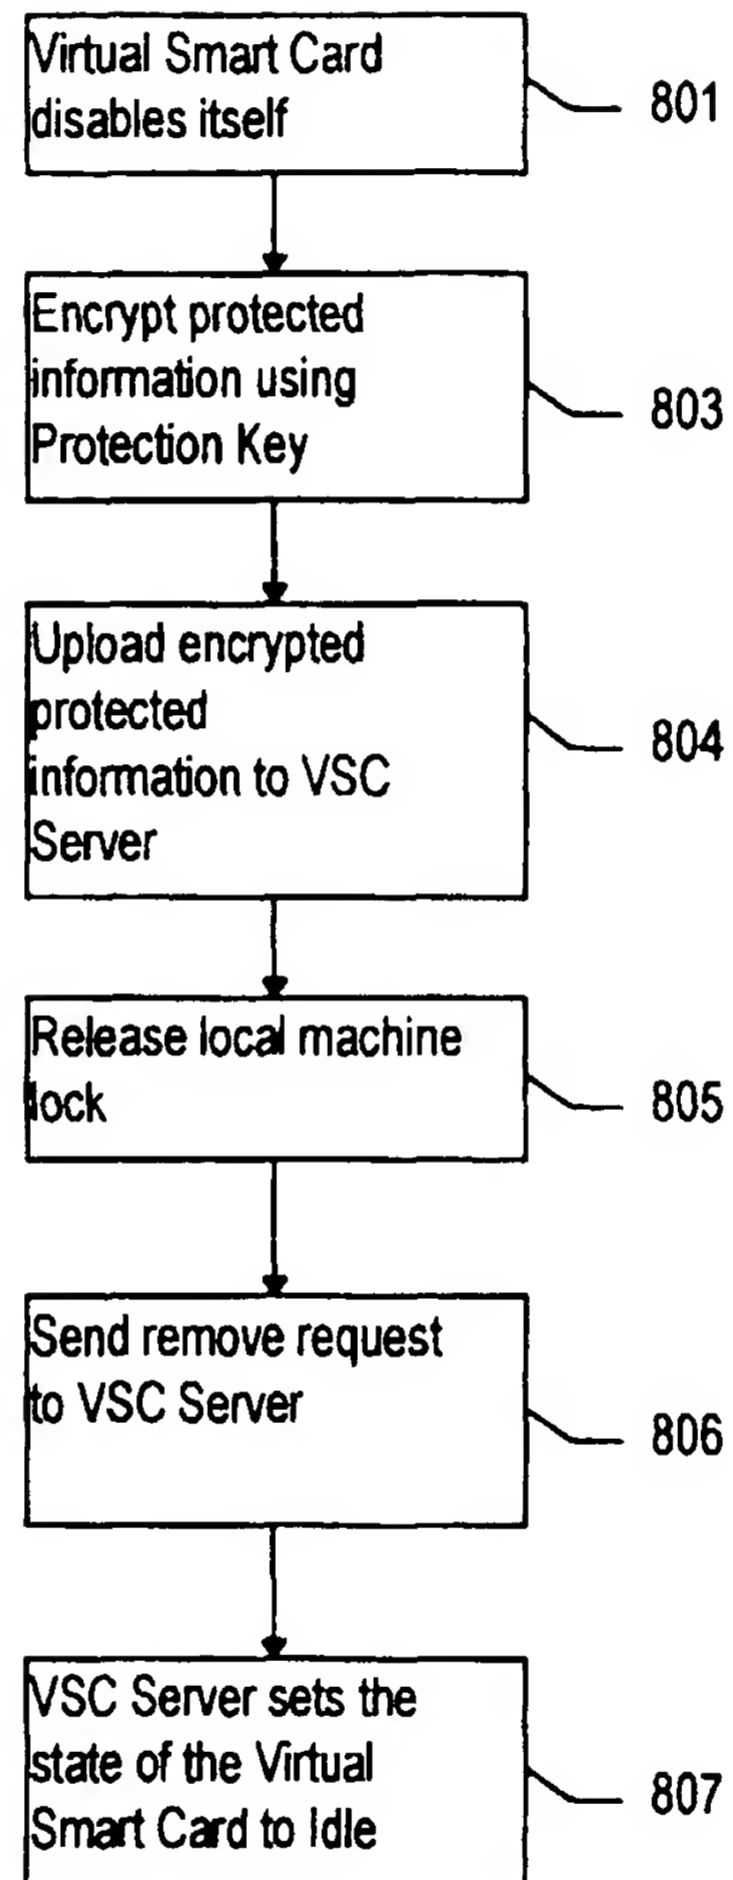 Virtual Smart Card
disables itself
801
Encrypt protected
information using
Protection Key
803
Upload encrypted
protected
information to VSC
Server
804
Release local machine
lock
805
Send remove request
to VSC Server
806
VSC Server sets the
state of the Virtual
Smart Card to Idle
807